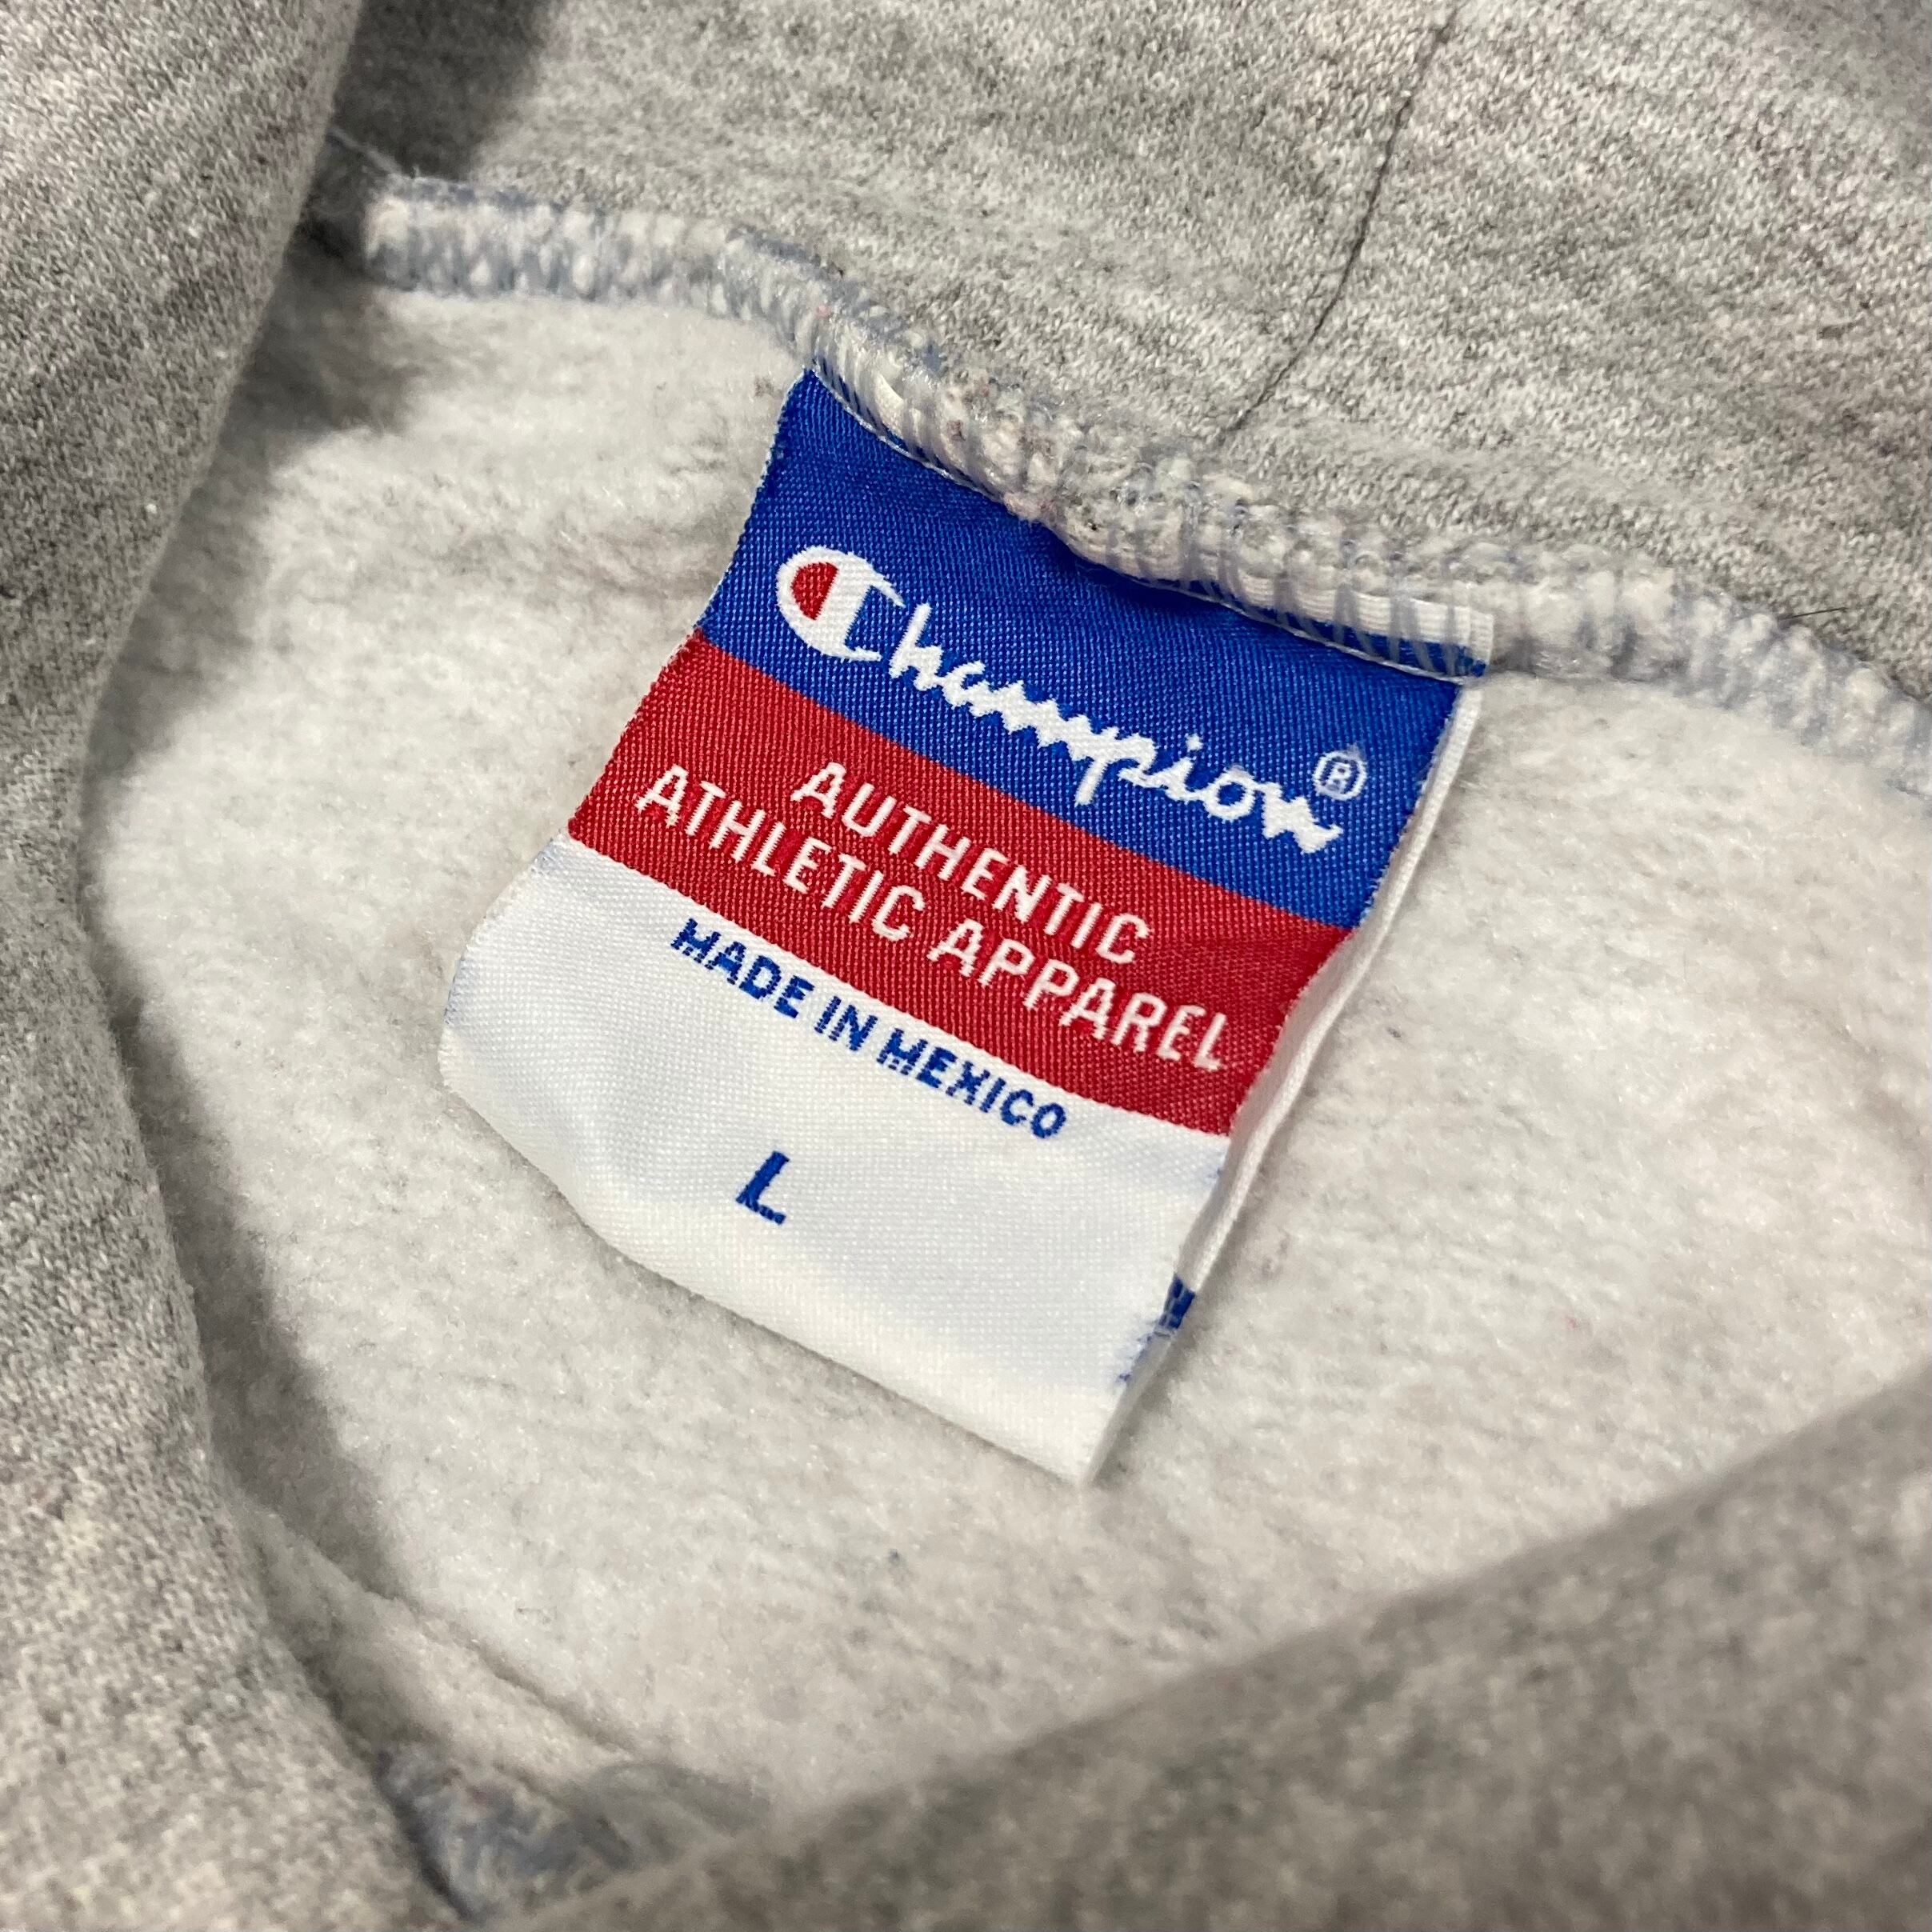 Champion®
AUTHENTIC
ATHLETIC APPAREL
MADE IN MEXICO
L